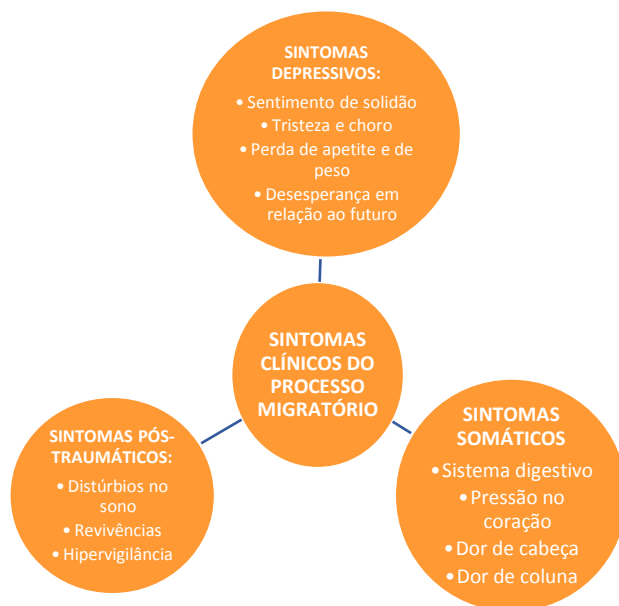 SINTOMAS
DEPRESSIVOS:
• Sentimento de solidão
• Tristeza e choro
• Perda de apetite e de
peso
• Desesperança em
relação ao futuro
SINTOMAS
CLÍNICOS DO
PROCESSO
MIGRATÓRIO
SINTOMAS PÓS-
TRAUMÁTICOS:
• Distúrbios no
sono
• Revivências
• Hipervigilância
SINTOMAS
SOMÁTICOS
• Sistema digestivo
• Pressão no
coração
• Dor de cabeça
• Dor de coluna